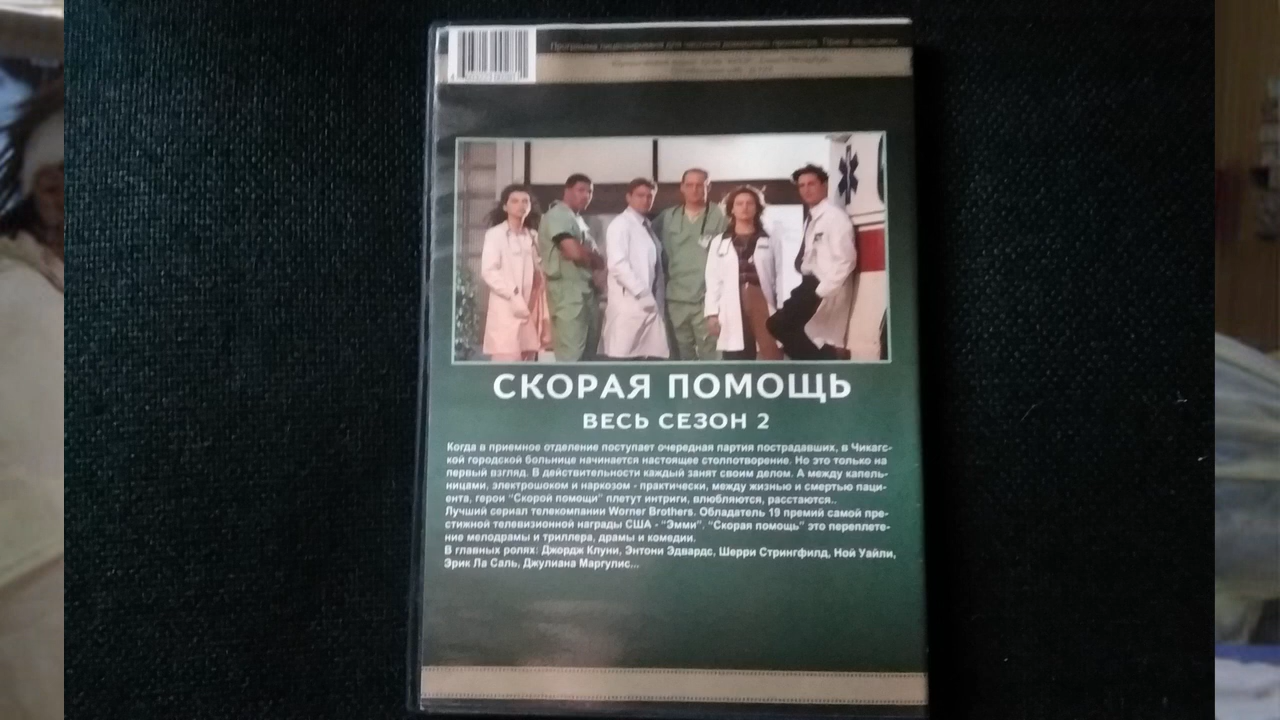 СКОРАЯ ПОМОЩЬ
ВЕСЬ СЕЗОН 2
Когда в приемное отделение поступает очередная партия пострадавших, в Чикагс-
кой городской больнице начинается настоящее столпотворение. Но это только на
первый взгляд. В действительности каждый занят своим делом. А между капель-
ницами, электрошоком и наркозом - практически, между жизнью и смертью паци-
ента, герои “Скорой помощи” плетут интриги, влюбляются, расстаются..
Лучший сериал телекомпании Worner Brothers. Обладатель 19 премий самой пре-
стижной телевизионной награды США - “Эмми”. “Скорая помощь” это переплете-
ние мелодрамы и триллера, драмы и комедии.
В главных ролях: Джордж Клуни, Энтони Эдвардс, Шерри Стрингфилд, Ной Уайли,
Эрик Ла Саль, Джулиана Маргулис...